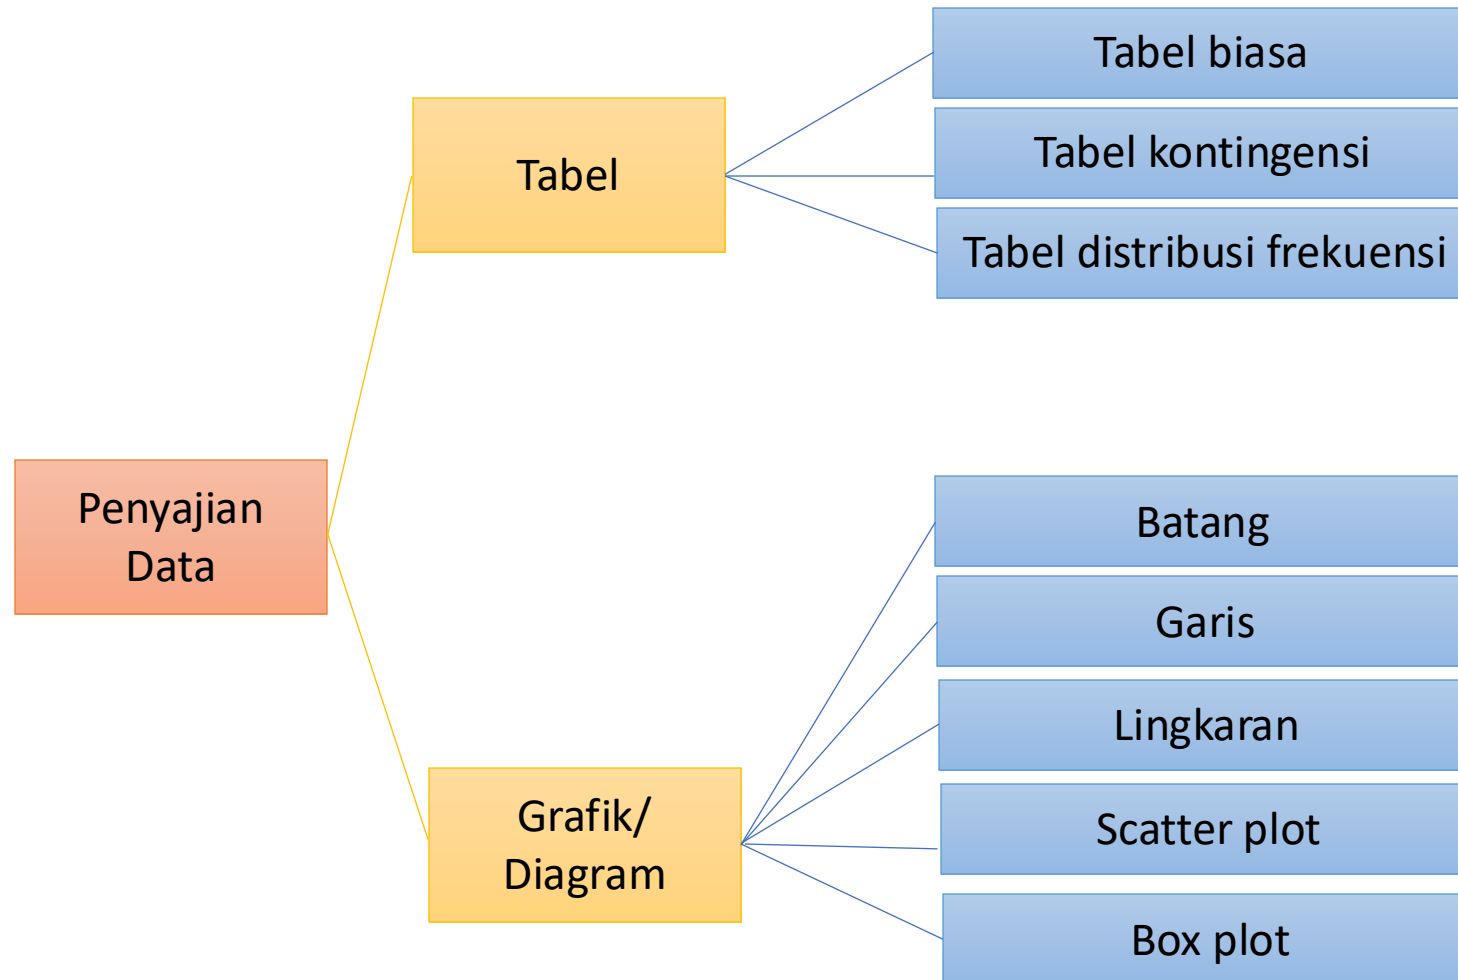 Tabel biasa
Tabel kontingensi
Tabel distribusi frekuensi
Tabel
Penyajian
Data
Batang
Garis
Lingkaran
Scatter plot
Box plot
Grafik/
Diagram